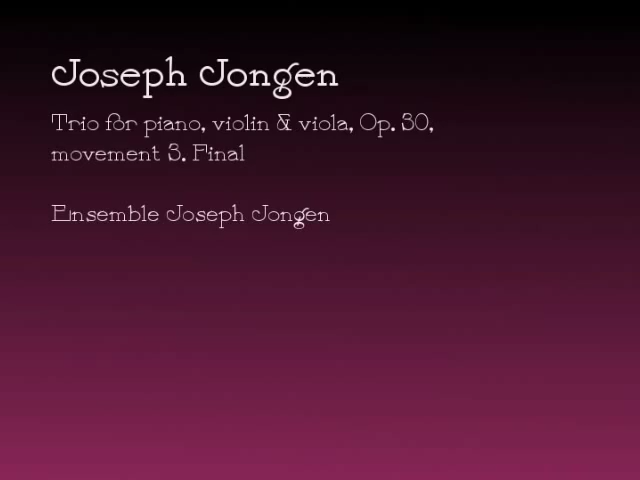 Joseph Jongen
Trio for piano, violin & viola, Op. 30,
movement 3. Final
Ensemble Joseph Jongen